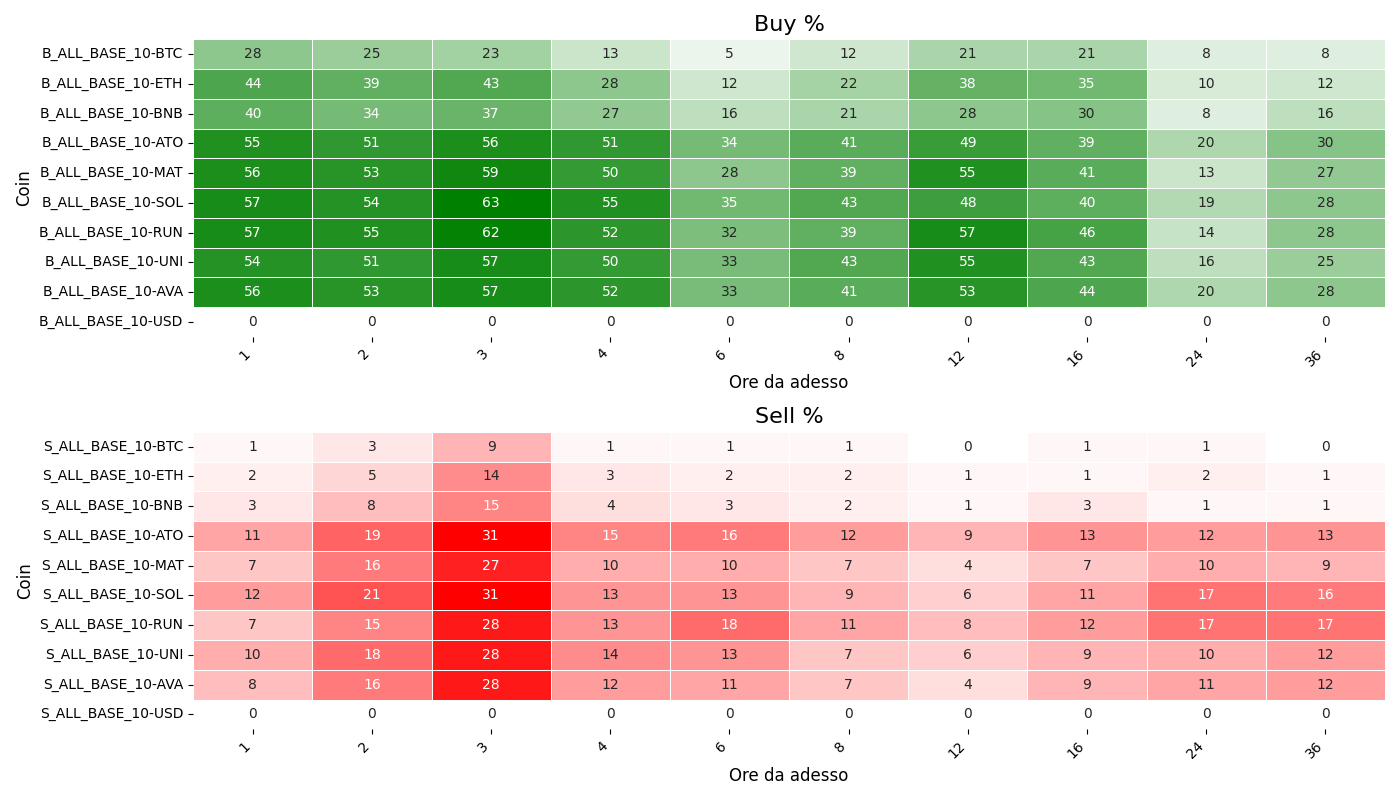 Buy %
Coin
B_ALL_BASE_10-BTC 28 25 23 13 5 12 21 21 8 8
B_ALL_BASE_10-ETH 44 39 43 28 12 22 38 35 10 12
B_ALL_BASE_10-BNB 40 34 37 27 16 21 28 30 8 16
B_ALL_BASE_10-ATO 55 51 56 51 34 41 49 39 20 30
B_ALL_BASE_10-MAT 56 53 59 50 28 39 55 41 13 27
B_ALL_BASE_10-SOL 57 54 63 55 35 43 48 40 19 28
B_ALL_BASE_10-RUN 57 55 62 52 32 39 57 46 14 28
B_ALL_BASE_10-UNI 54 51 57 50 33 43 55 43 16 25
B_ALL_BASE_10-AVA 56 53 57 52 33 41 53 44 20 28
B_ALL_BASE_10-USD 0 0 0 0 0 0 0 0 0 0
1 2 3 4 6 8 12 16 24 36
Ore da adesso
Sell %
Coin
S_ALL_BASE_10-BTC 1 3 9 1 1 1 0 1 1 0
S_ALL_BASE_10-ETH 2 5 14 3 2 2 1 1 2 1
S_ALL_BASE_10-BNB 3 8 15 4 3 2 1 3 1 1
S_ALL_BASE_10-ATO 11 19 31 15 16 12 9 13 12 13
S_ALL_BASE_10-MAT 7 16 27 10 10 7 4 7 10 9
S_ALL_BASE_10-SOL 12 21 31 13 13 9 6 11 17 16
S_ALL_BASE_10-RUN 7 15 28 13 18 11 8 12 17 17
S_ALL_BASE_10-UNI 10 18 28 14 13 7 6 9 10 12
S_ALL_BASE_10-AVA 8 16 28 12 11 7 4 9 11 12
S_ALL_BASE_10-USD 0 0 0 0 0 0 0 0 0 0
1 2 3 4 6 8 12 16 24 36
Ore da adesso